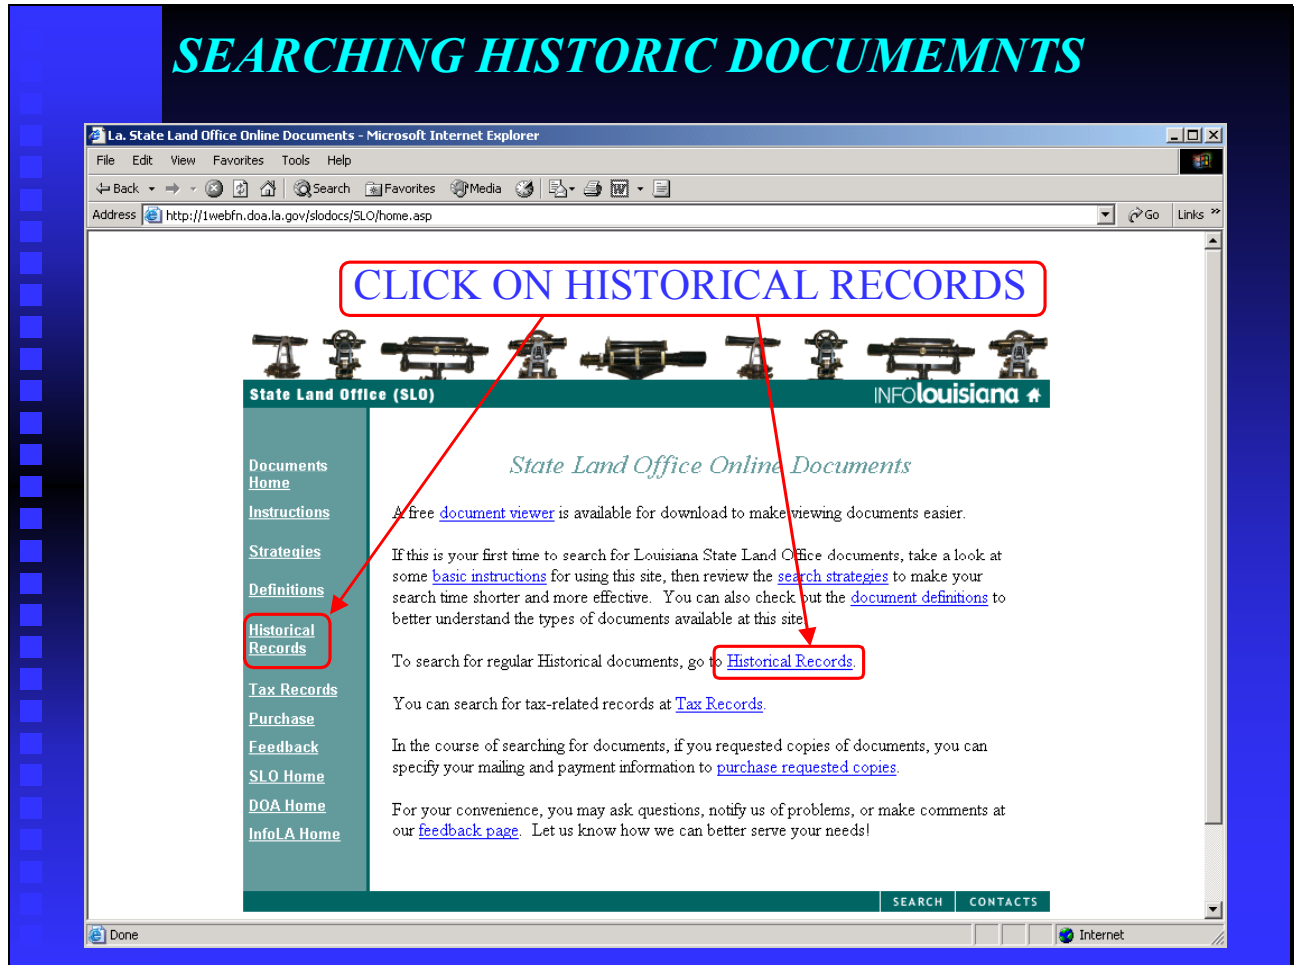 SEARCHING HISTORIC DOCUMEMNTS
La. State Land Office Online Documents - Microsoft Internet Explorer
File Edit View Favorites Tools Help
Back Search Favorites Media
Address http://1webfn.doa.la.gov/slodocs/SLO/home.asp Go Links »
CLICK ON HISTORICAL RECORDS
State Land Office (SLO) INFOlouisiana
Documents
Home
Instructions
Strategies
Definitions
Historical
Records
Tax Records
Purchase
Feedback
SLO Home
DOA Home
InfoLA Home
State Land Office Online Documents
A free document viewer is available for download to make viewing documents easier.
If this is your first time to search for Louisiana State Land Office documents, take a look at
some basic instructions for using this site, then review the search strategies to make your
search time shorter and more effective. You can also check out the document definitions to
better understand the types of documents available at this site.
To search for regular Historical documents, go to Historical Records.
You can search for tax-related records at Tax Records.
In the course of searching for documents, if you requested copies of documents, you can
specify your mailing and payment information to purchase requested copies.
For your convenience, you may ask questions, notify us of problems, or make comments at
our feedback page. Let us know how we can better serve your needs!
SEARCH CONTACTS
Done Internet